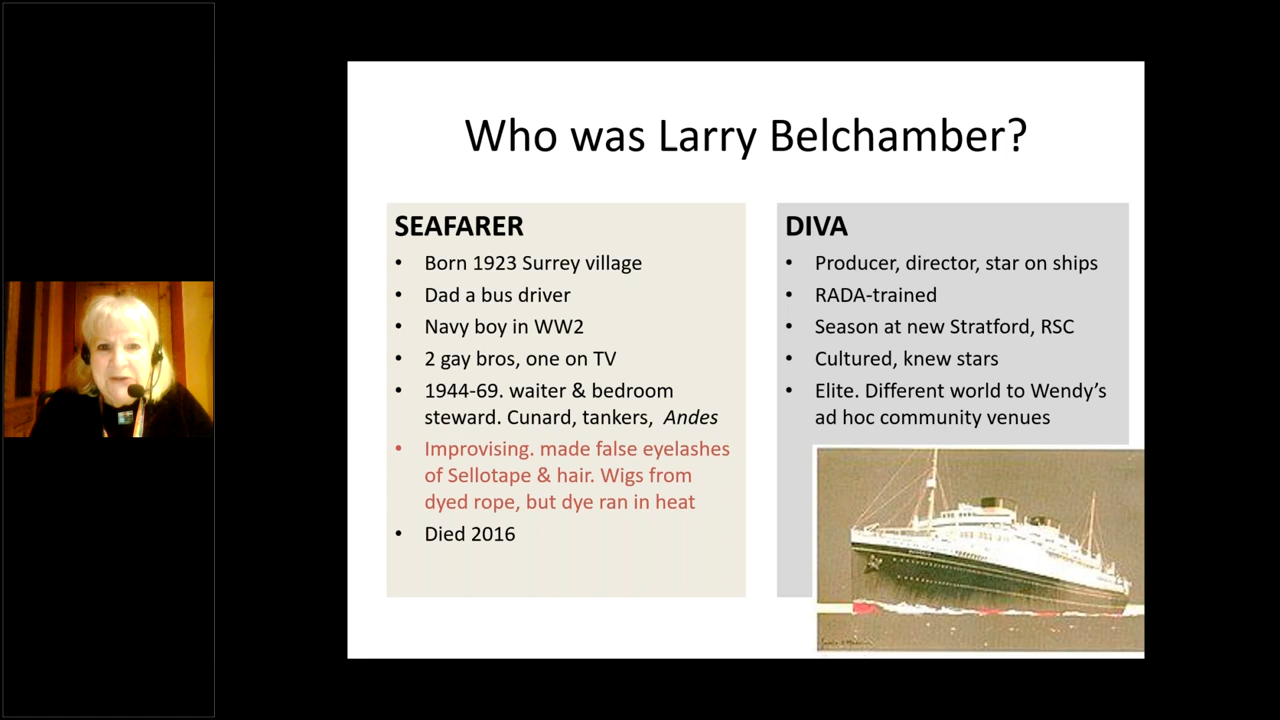 Who was Larry Belchamber?
SEAFARER
• Born 1923 Surrey village
• Dad a bus driver
• Navy boy in WW2
• 2 gay bros, one on TV
• 1944-69. waiter & bedroom
steward. Cunard, tankers, Andes
• Improvising. made false eyelashes
of Sellotape & hair. Wigs from
dyed rope, but dye ran in heat
• Died 2016
DIVA
• Producer, director, star on ships
• RADA-trained
• Season at new Stratford, RSC
• Cultured, knew stars
• Elite. Different world to Wendy’s
ad hoc community venues